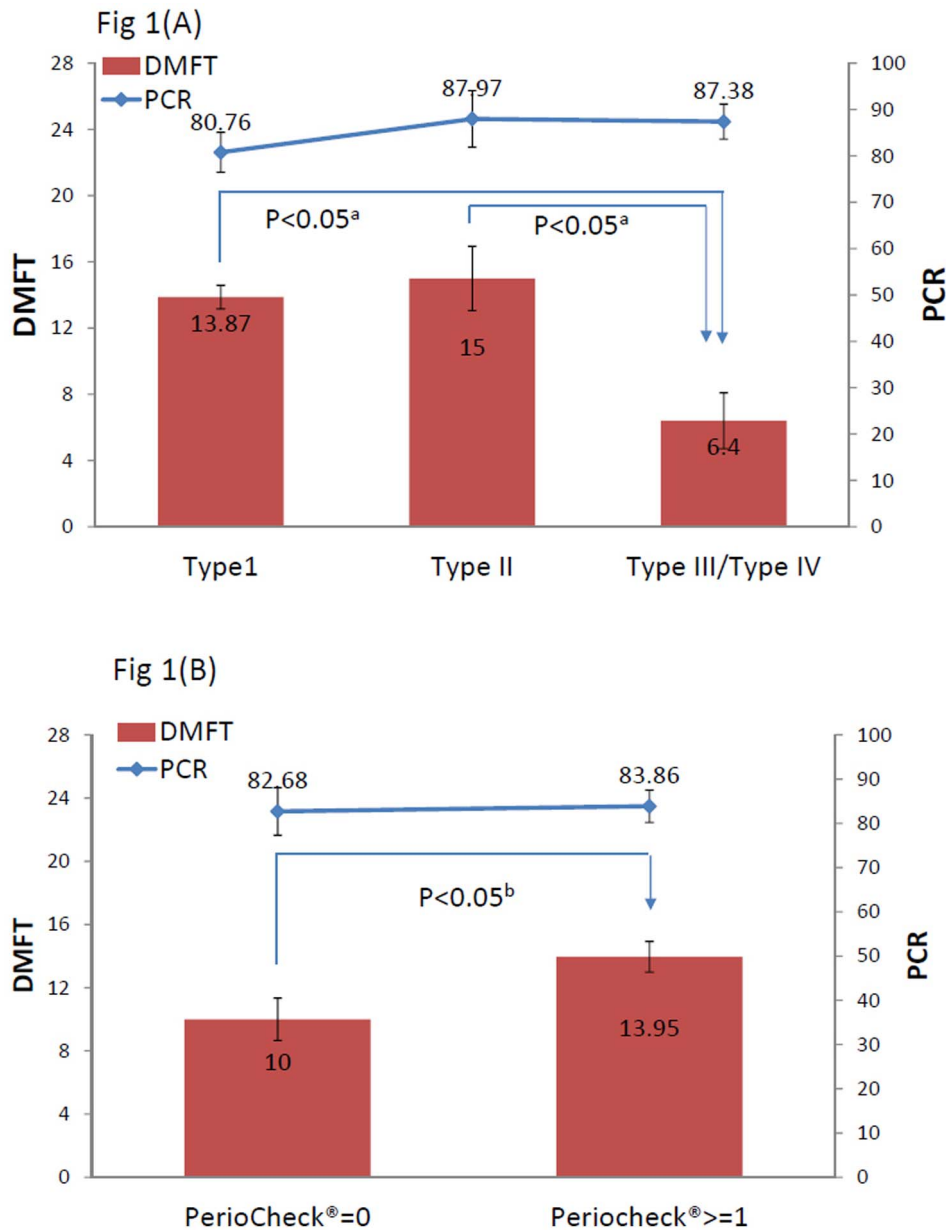 Fig 1(A)
DMFT
PCR
28
24
20
16
12
8
4
0
DMFT
100
90
80
70
60
50
40
30
20
10
0
PCR
80.76
87.97
87.38
P<0.05ᵃ
P<0.05ᵃ
13.87
15
6.4
Type1
Type II
Type III/Type IV
Fig 1(B)
DMFT
PCR
28
24
20
16
12
8
4
0
DMFT
100
90
80
70
60
50
40
30
20
10
0
PCR
82.68
83.86
P<0.05ᵇ
10
13.95
PerioCheck®=0
Periocheck®>=1